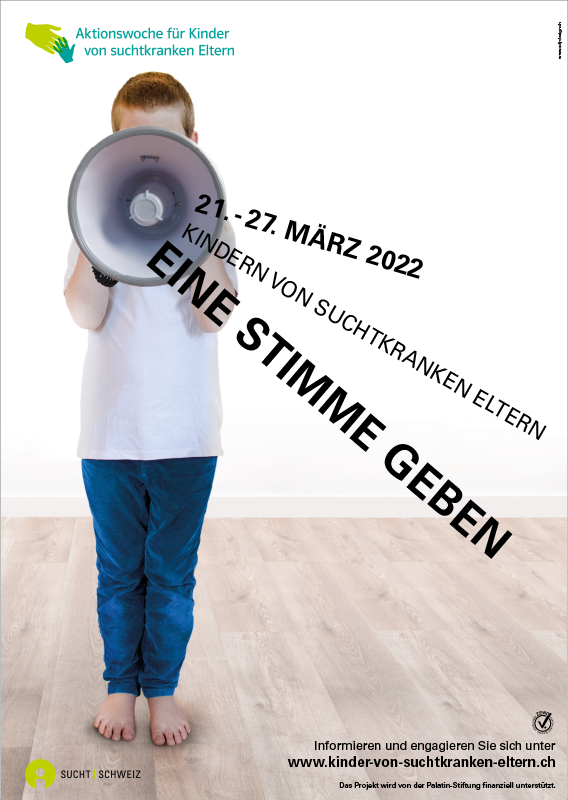 Aktionswoche für Kinder
von suchtkranken Eltern
21. - 27. MÄRZ 2022
KINDERN VON SUCHTKRANKEN ELTERN
EINE STIMME GEBEN
Informieren und engagieren Sie sich unter
www.kinder-von-suchtkranken-eltern.ch
SUCHT | SCHWEIZ
Das Projekt wird von der Palatin-Stiftung finanziell unterstützt.